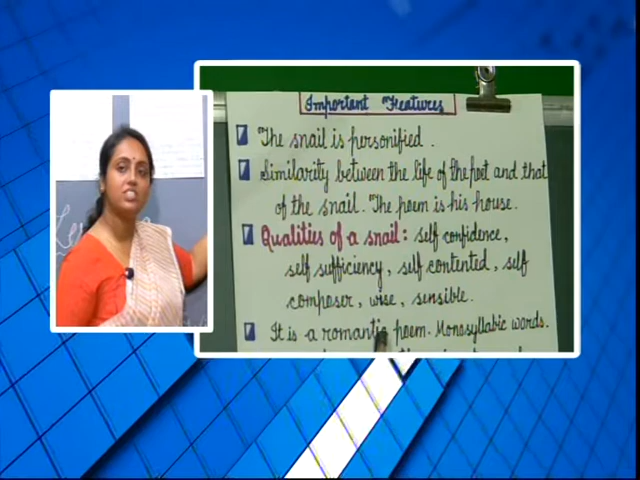 Important Features
The snail is personified.
Similarity between the life of the poet and that
of the snail. The poem is his house.
Qualities of a snail: self confidence,
self sufficiency, self contented, self
composer, wise, sensible.
It is a romantic poem. Monosyllabic words.